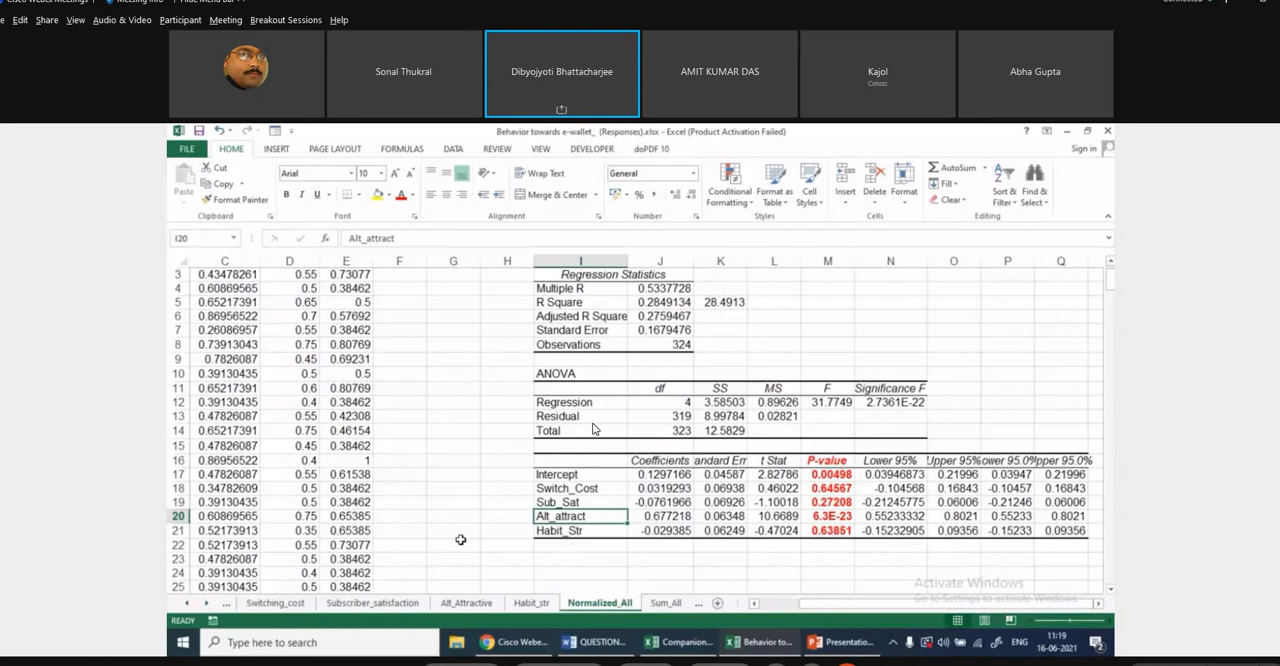 Cisco Webex Meetings Meeting Info Hide Menu Bar Connected
Edit Share View Audio & Video Participant Meeting Breakout Sessions Help
Sonal Thukral Dibyojyoti Bhattacharjee AMIT KUMAR DAS Kajol Abha Gupta
Cohost
Behavior towards e-wallet_ (Responses).xlsx - Excel (Product Activation Failed)
FILE HOME INSERT PAGE LAYOUT FORMULAS DATA REVIEW VIEW DEVELOPER doPDF 10 Sign in
Paste Cut Copy Format Painter
Arial 10 B I U
Wrap Text Merge & Center
General
Conditional Formatting Format as Table Cell Styles
Insert Delete Format
AutoSum Fill Clear Sort & Filter Find & Select
Clipboard Font Alignment Number Styles Cells Editing
I20 fx Alt_attract
C D E F G H I J K L M N O P Q
3 0.43478261 0.55 0.73077 Regression Statistics
4 0.60869565 0.5 0.38462 Multiple R 0.5337728
5 0.65217391 0.65 0.5 R Square 0.2849134 28.4913
6 0.86956522 0.7 0.57692 Adjusted R Square 0.2759467
7 0.26086957 0.55 0.38462 Standard Error 0.1679476
8 0.73913043 0.75 0.80769 Observations 324
9 0.7826087 0.45 0.69231
10 0.39130435 0.5 0.5 ANOVA
11 0.65217391 0.6 0.80769 df SS MS F Significance F
12 0.39130435 0.4 0.38462 Regression 4 3.58503 0.89626 31.7749 2.7361E-22
13 0.47826087 0.55 0.42308 Residual 319 8.99784 0.02821
14 0.65217391 0.75 0.46154 Total 323 12.5829
15 0.47826087 0.45 0.38462
16 0.86956522 0.4 1 Coefficients andard Err t Stat P-value Lower 95% Upper 95% ower 95.0% pper 95.0%
17 0.47826087 0.55 0.61538 Intercept 0.1297166 0.04587 2.82786 0.00498 0.03946873 0.21996 0.03947 0.21996
18 0.34782609 0.5 0.38462 Switch_Cost 0.0319293 0.06938 0.46022 0.64567 -0.104568 0.16843 -0.10457 0.16843
19 0.39130435 0.5 0.38462 Sub_Sat -0.0761966 0.06926 -1.10018 0.27208 -0.21245775 0.06006 -0.21246 0.06006
20 0.60869565 0.75 0.65385 Alt_attract 0.677218 0.06348 10.6689 6.3E-23 0.55233332 0.8021 0.55233 0.8021
21 0.52173913 0.35 0.65385 Habit_Str -0.029385 0.06249 -0.47024 0.63851 -0.15232905 0.09356 -0.15233 0.09356
22 0.52173913 0.55 0.73077
23 0.47826087 0.5 0.38462
24 0.39130435 0.4 0.38462
25 0.39130435 0.5 0.38462
Activate Windows
Go to Settings to activate Windows.
... Switching_cost Subscriber_satisfaction Alt_Attractive Habit_str Normalized_All Sum_All ...
READY
Type here to search Cisco Webe... QUESTION... Companion... Behavior to... Presentatio... ENG 11:19
16-06-2021